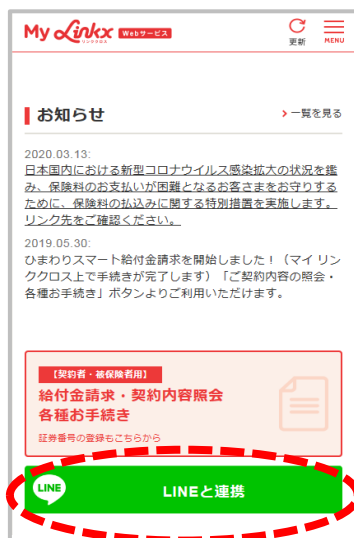 My Linkx Webサービス
リンククロス
更新
MENU
お知らせ
一覧を見る
2020.03.13:
日本国内における新型コロナウイルス感染拡大の状況を鑑
み、保険料のお支払いが困難となるお客さまをお守りする
ために、保険料の払込みに関する特別措置を実施します。
リンク先をご確認ください。
2019.05.30:
ひまわりスマート給付金請求を開始しました！（マイ リン
ククロス上で手続きが完了します）「ご契約内容の照会・
各種お手続き」ボタンよりご利用いただけます。
【契約者・被保険者用】
給付金請求・契約内容照会
各種お手続き
証券番号の登録もこちらから
LINE
LINEと連携